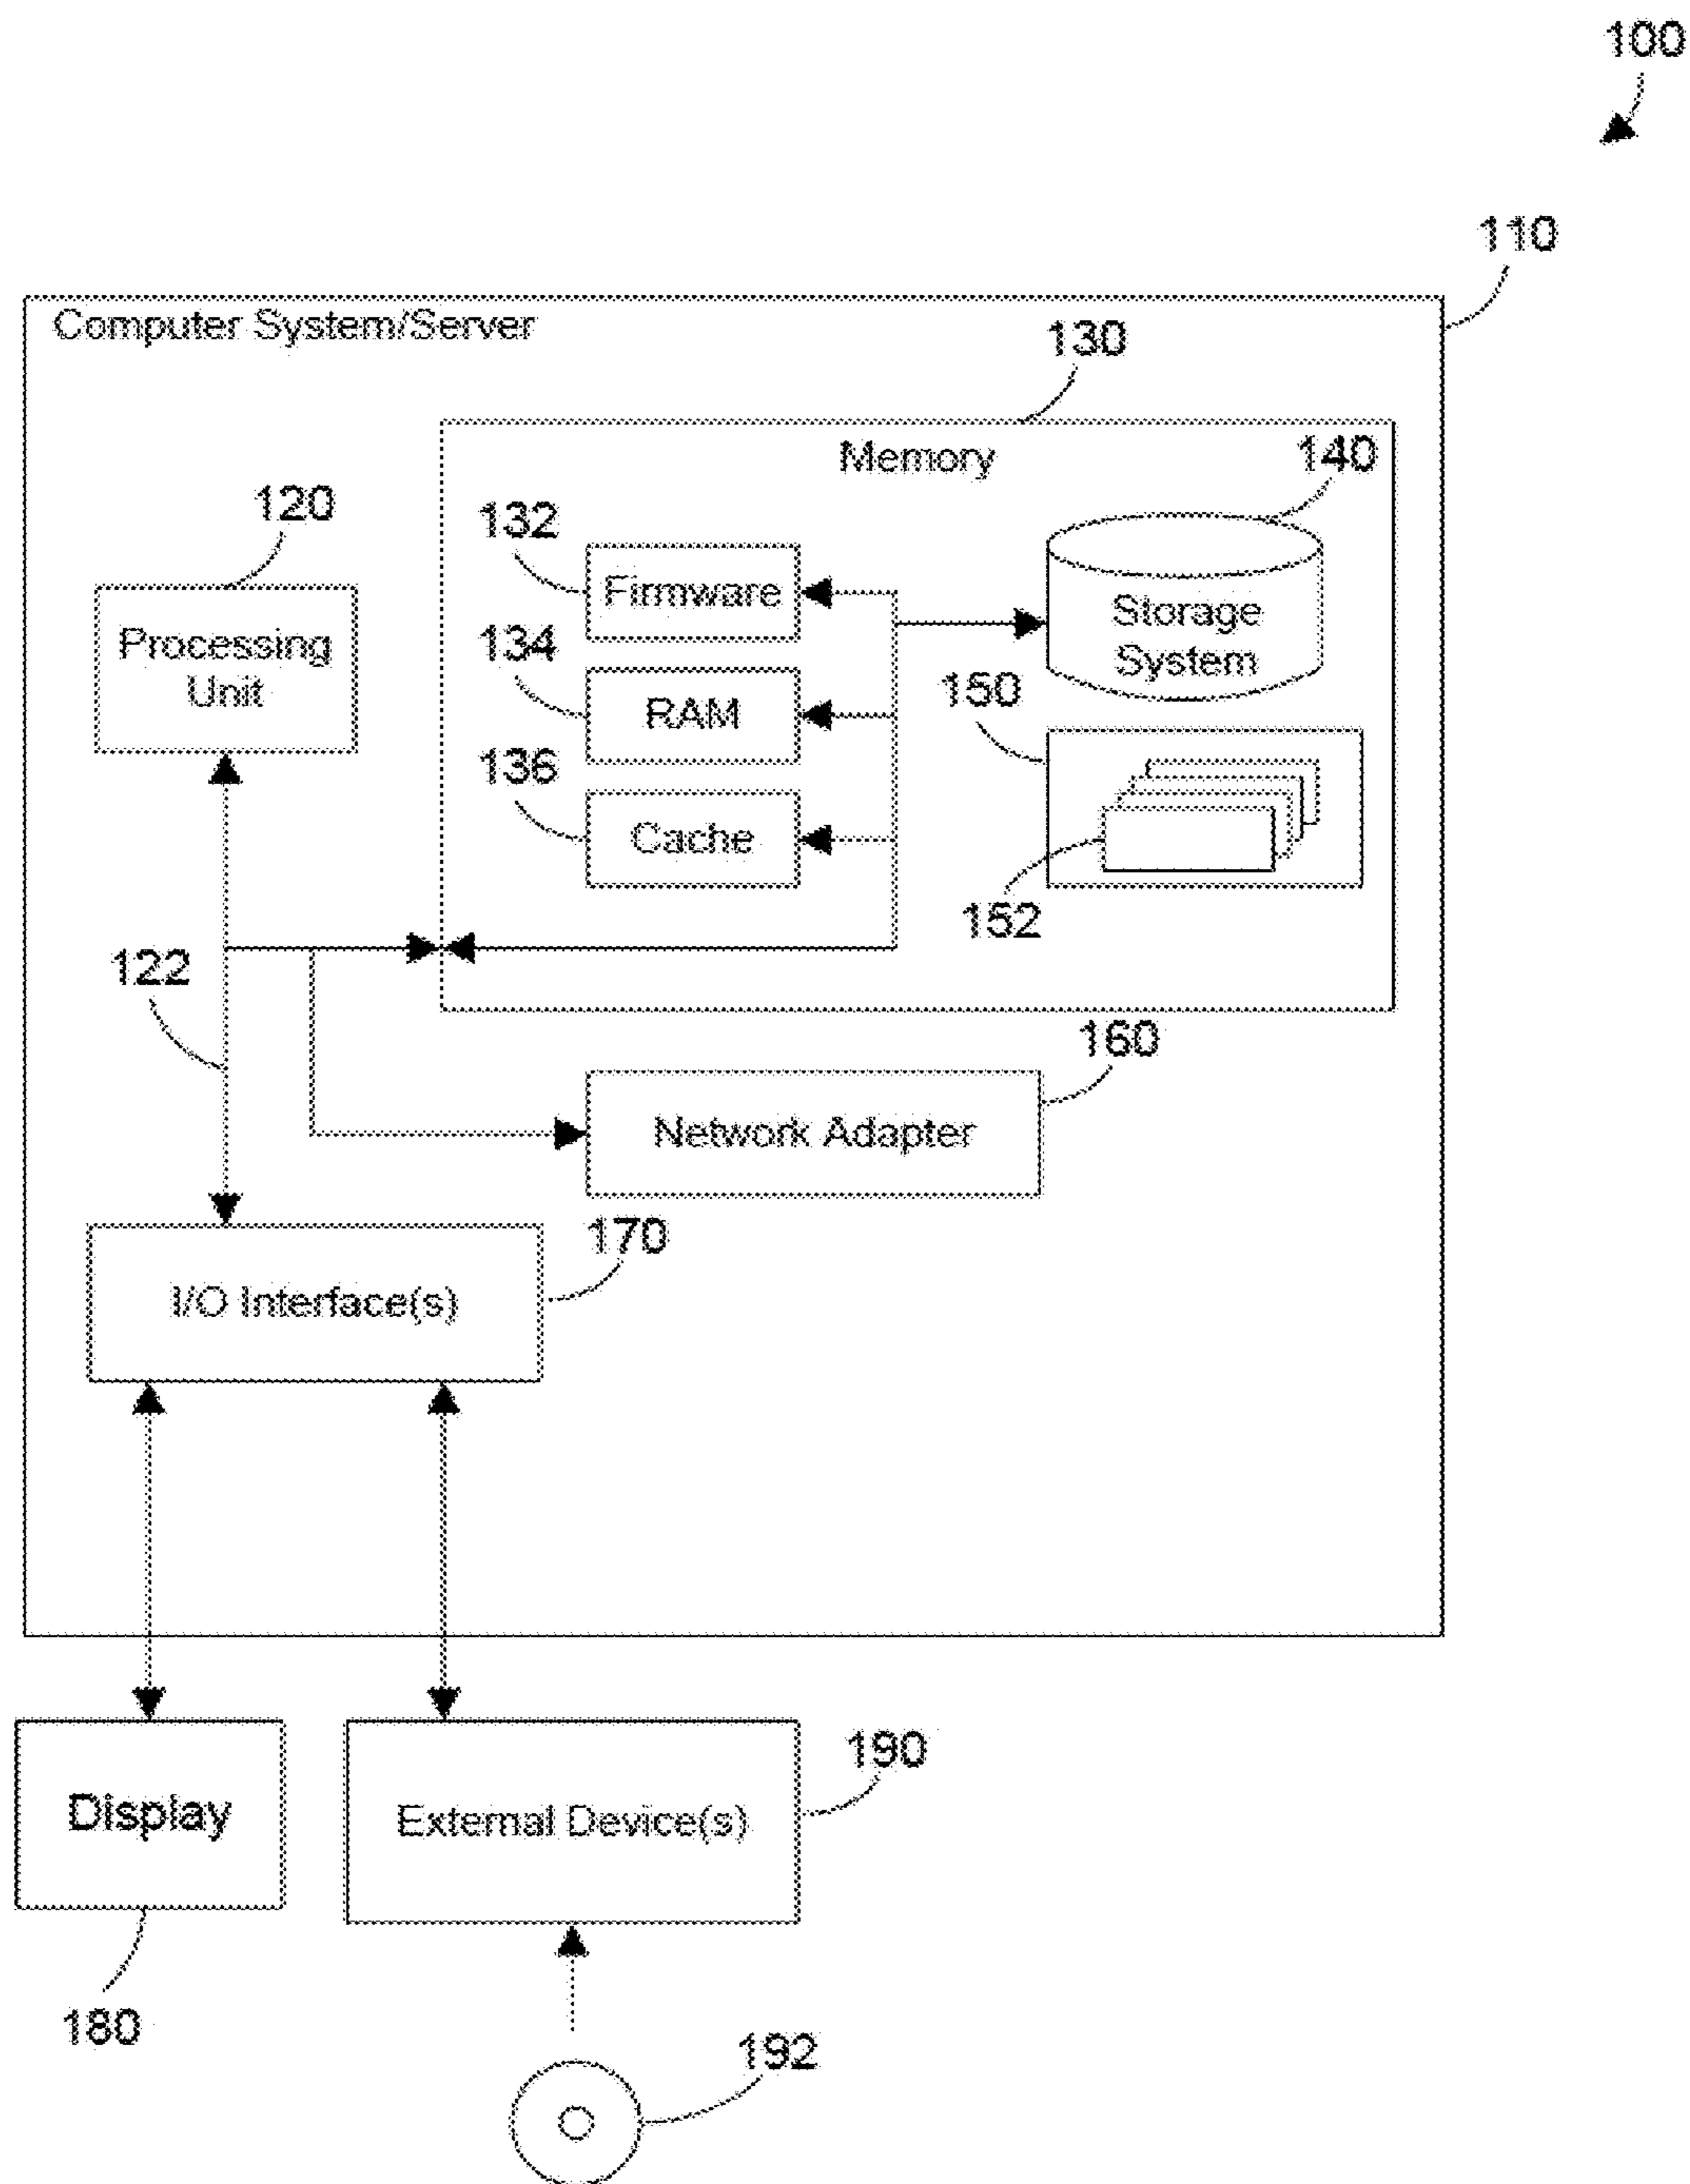 100
110
Computer System/Server
130
Memory
140
120
132
Firmware
Processing
Unit
Storage
System
134
RAM
150
136
Cache
152
122
160
Network Adapter
170
I/O Interface(s)
190
Display
External Device(s)
180
192